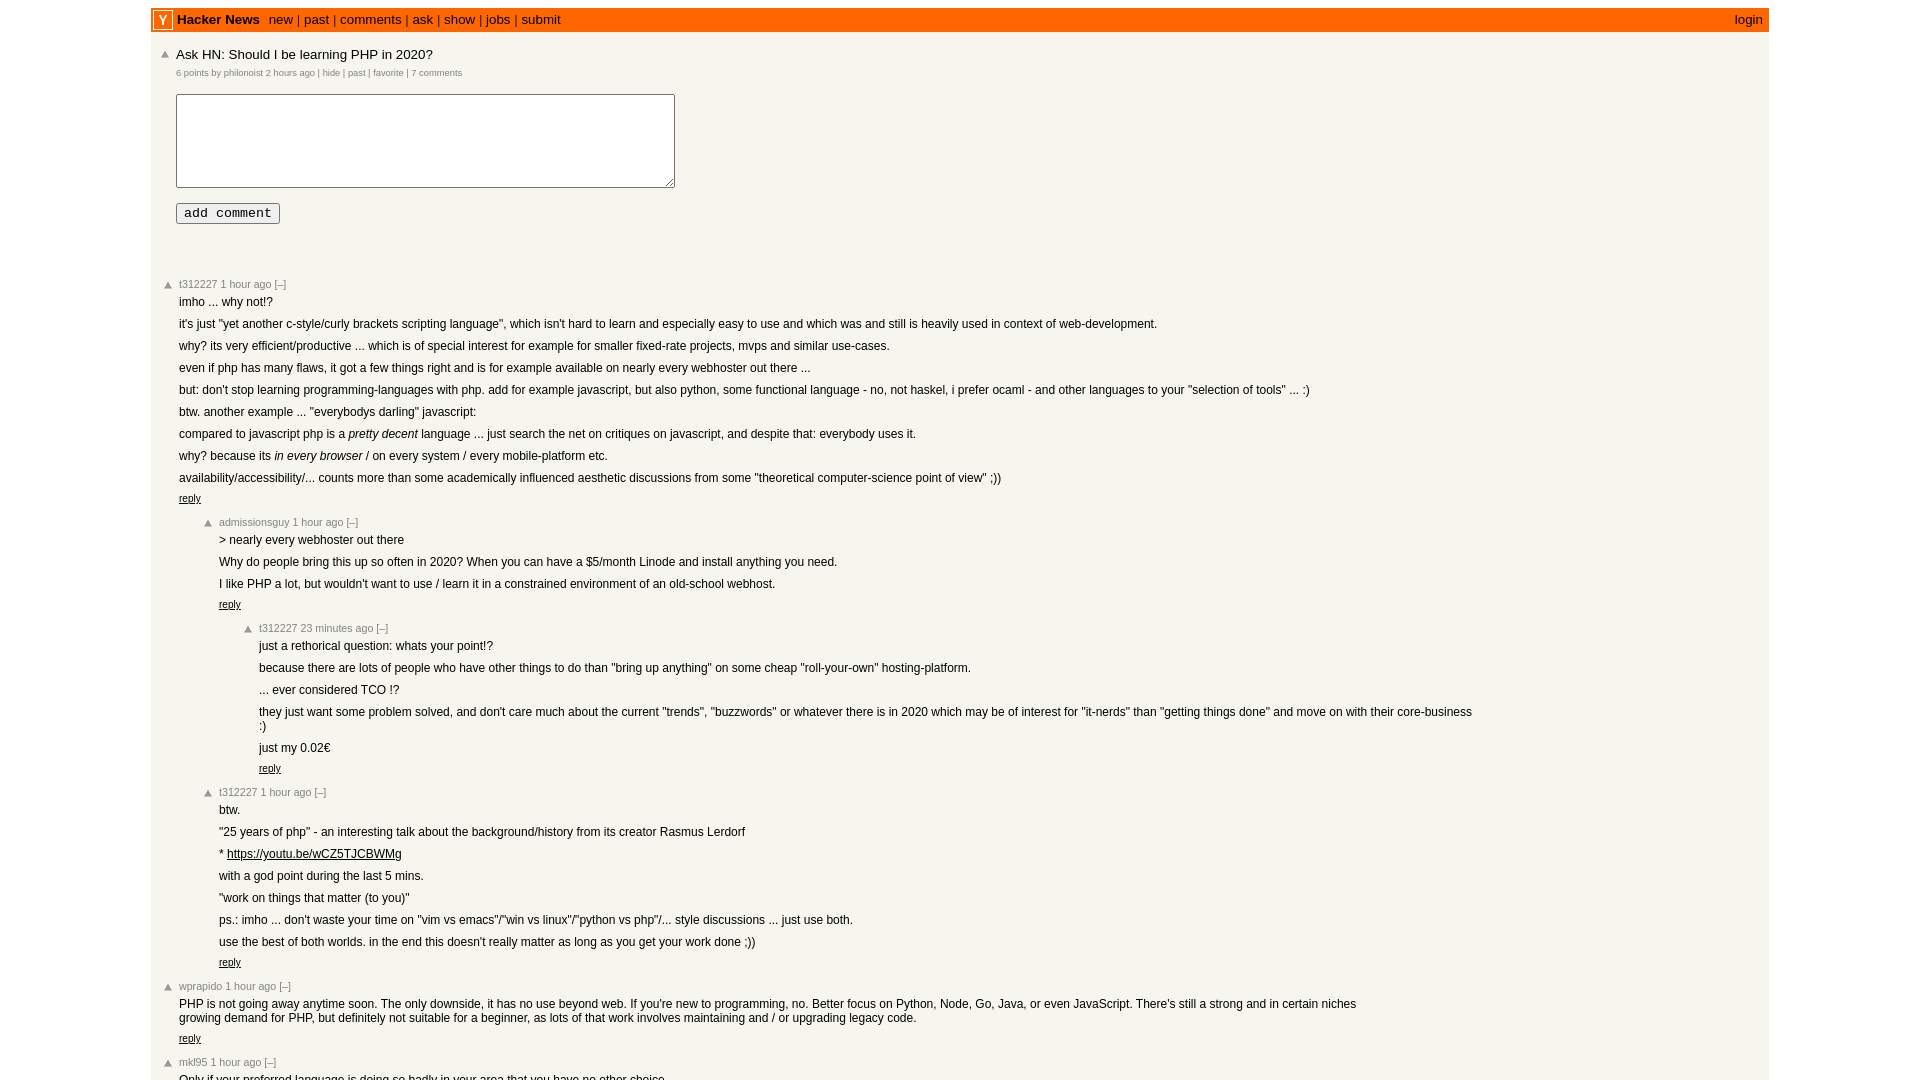 Y Hacker News new | past | comments | ask | show | jobs | submit login
Ask HN: Should I be learning PHP in 2020?
6 points by philonoist 2 hours ago | hide | past | favorite | 7 comments
add comment
t312227 1 hour ago [–]
imho ... why not!?
it's just "yet another c-style/curly brackets scripting language", which isn't hard to learn and especially easy to use and which was and still is heavily used in context of web-development.
why? its very efficient/productive ... which is of special interest for example for smaller fixed-rate projects, mvps and similar use-cases.
even if php has many flaws, it got a few things right and is for example available on nearly every webhoster out there ...
but: don't stop learning programming-languages with php. add for example javascript, but also python, some functional language - no, not haskel, i prefer ocaml - and other languages to your "selection of tools" ... :)
btw. another example ... "everybodys darling" javascript:
compared to javascript php is a pretty decent language ... just search the net on critiques on javascript, and despite that: everybody uses it.
why? because its in every browser / on every system / every mobile-platform etc.
availability/accessibility/... counts more than some academically influenced aesthetic discussions from some "theoretical computer-science point of view" ;))
reply
admissionsguy 1 hour ago [–]
> nearly every webhoster out there
Why do people bring this up so often in 2020? When you can have a $5/month Linode and install anything you need.
I like PHP a lot, but wouldn't want to use / learn it in a constrained environment of an old-school webhost.
reply
t312227 23 minutes ago [–]
just a rethorical question: whats your point!?
because there are lots of people who have other things to do than "bring up anything" on some cheap "roll-your-own" hosting-platform.
... ever considered TCO !?
they just want some problem solved, and don't care much about the current "trends", "buzzwords" or whatever there is in 2020 which may be of interest for "it-nerds" than "getting things done" and move on with their core-business
:)
just my 0.02€
reply
t312227 1 hour ago [–]
btw.
"25 years of php" - an interesting talk about the background/history from its creator Rasmus Lerdorf
* https://youtu.be/wCZ5TJCBWMg
with a god point during the last 5 mins.
"work on things that matter (to you)"
ps.: imho ... don't waste your time on "vim vs emacs"/"win vs linux"/"python vs php"/... style discussions ... just use both.
use the best of both worlds. in the end this doesn't really matter as long as you get your work done ;))
reply
wprapido 1 hour ago [–]
PHP is not going away anytime soon. The only downside, it has no use beyond web. If you're new to programming, no. Better focus on Python, Node, Go, Java, or even JavaScript. There's still a strong and in certain niches
growing demand for PHP, but definitely not suitable for a beginner, as lots of that work involves maintaining and / or upgrading legacy code.
reply
mkl95 1 hour ago [–]
Only if your preferred language is doing so badly in your area that you have no other choice.